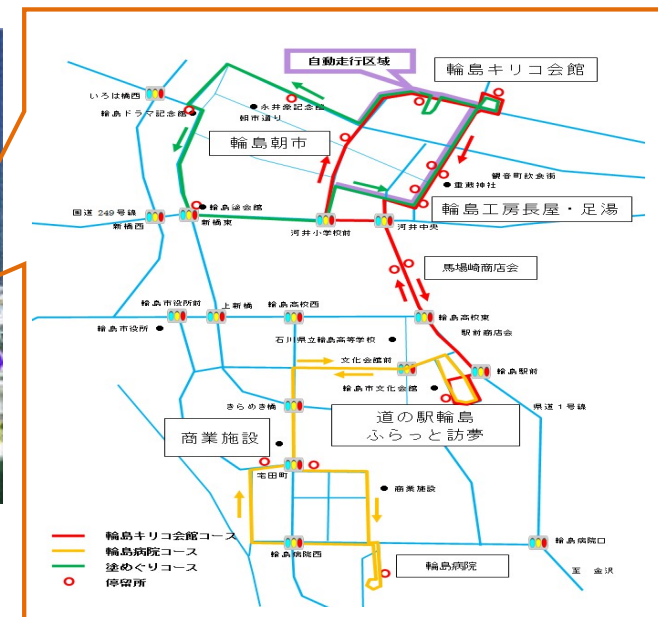 自動走行区域
輪島キリコ会館
いろは橋西
輪島ドラマ記念館
永井豪記念館
朝市通り
輪島朝市
観音町飲食街
重蔵神社
輪島塗会館
輪島工房長屋・足湯
国道 249号線
新橋西
新橋東
河井小学校前
河井中央
馬場崎商店会
輪島市役所前
上新橋
輪島高校西
輪島高校東
輪島市役所
石川県立輪島高等学校
駅前商店会
文化会館前
輪島駅前
輪島市文化会館
きらめき橋
道の駅輪島
ふらっと訪夢
県道1号線
商業施設
宅田町
商業施設
輪島キリコ会館コース
輪島病院コース
塗めぐりコース
停留所
輪島病院西
輪島病院
輪島病院口
至 金沢